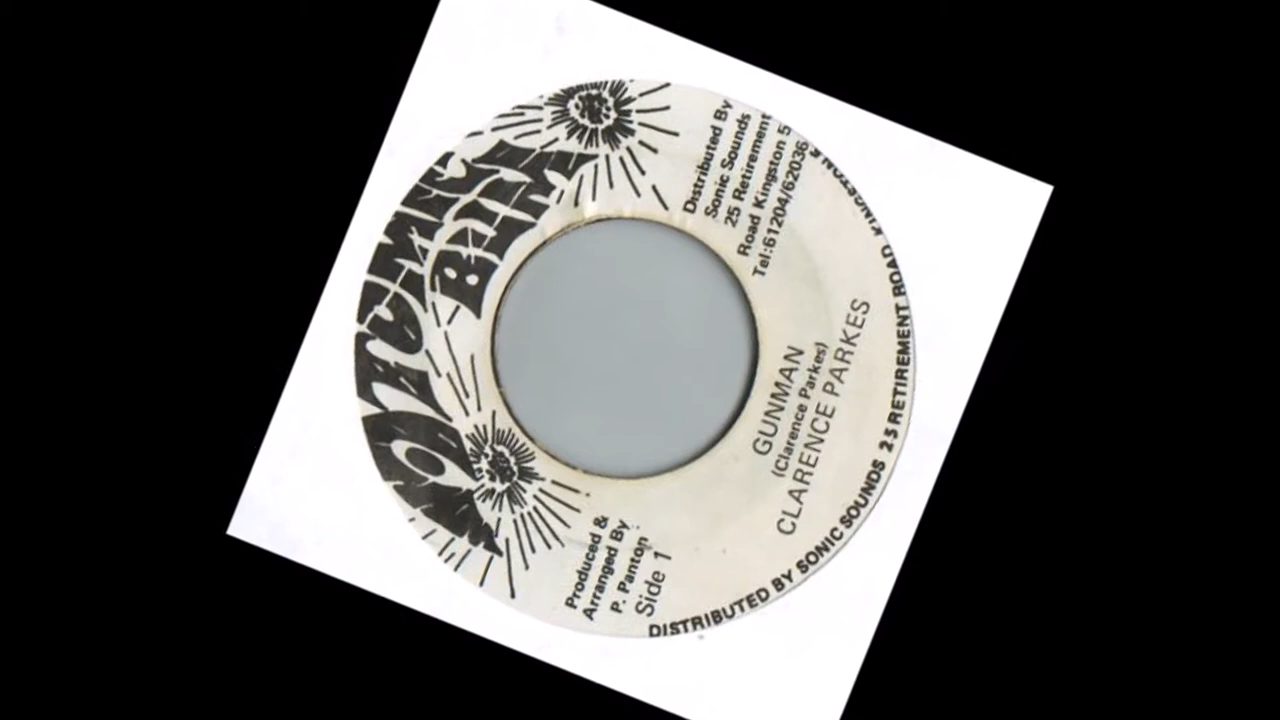 Produced &
Arranged By
P. Panton
Side 1
Distributed By
Sonic Sounds
25 Retirement
Road Kingston 5
Tel:61204/62036
GUNMAN
(Clarence Parkes)
CLARENCE PARKES
DISTRIBUTED BY SONIC SOUNDS 25 RETIREMENT ROAD KINGSTON